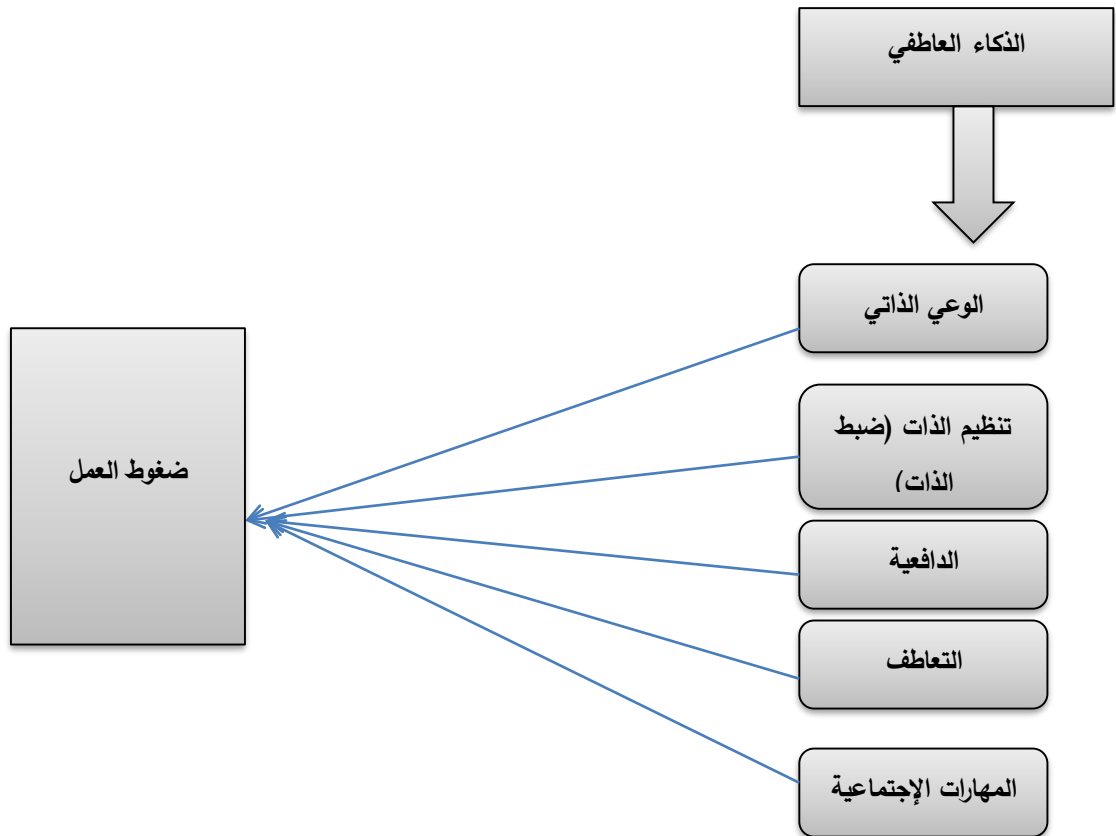 الذكاء العاطفي
الوعي الذاتي
تنظيم الذات (ضبط
الذات)
الدافعية
التعاطف
المهارات الإجتماعية
ضغوط العمل